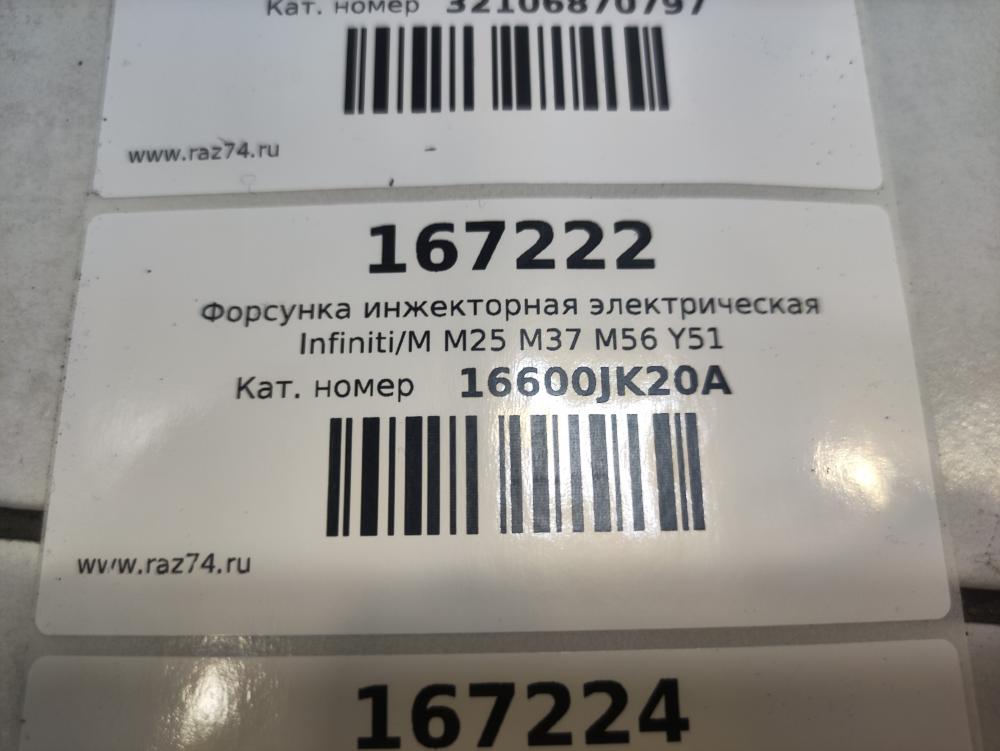 Кат. номер 32106870797
www.raz74.ru
167222
Форсунка инжекторная электрическая
Infiniti/M M25 M37 M56 Y51
Кат. номер 16600JK20A
www.raz74.ru
167224